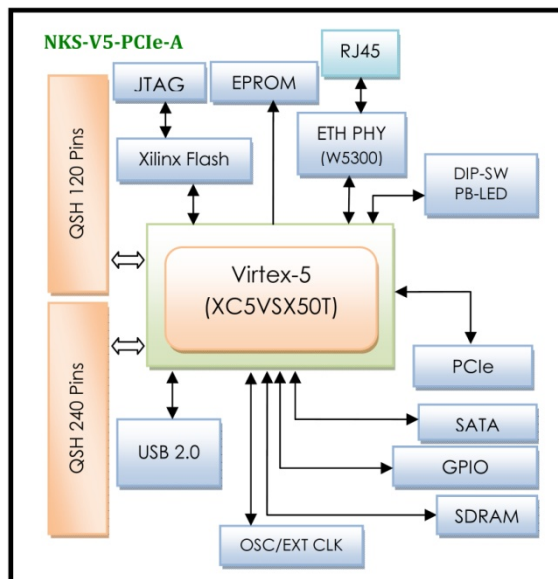 NKS-V5-PCIe-A
RJ45
JTAG
EPROM
ETH PHY
(W5300)
Xilinx Flash
DIP-SW
PB-LED
QSH 120 Pins
Virtex-5
(XC5VSX50T)
PCIe
QSH 240 Pins
SATA
USB 2.0
GPIO
SDRAM
OSC/EXT CLK